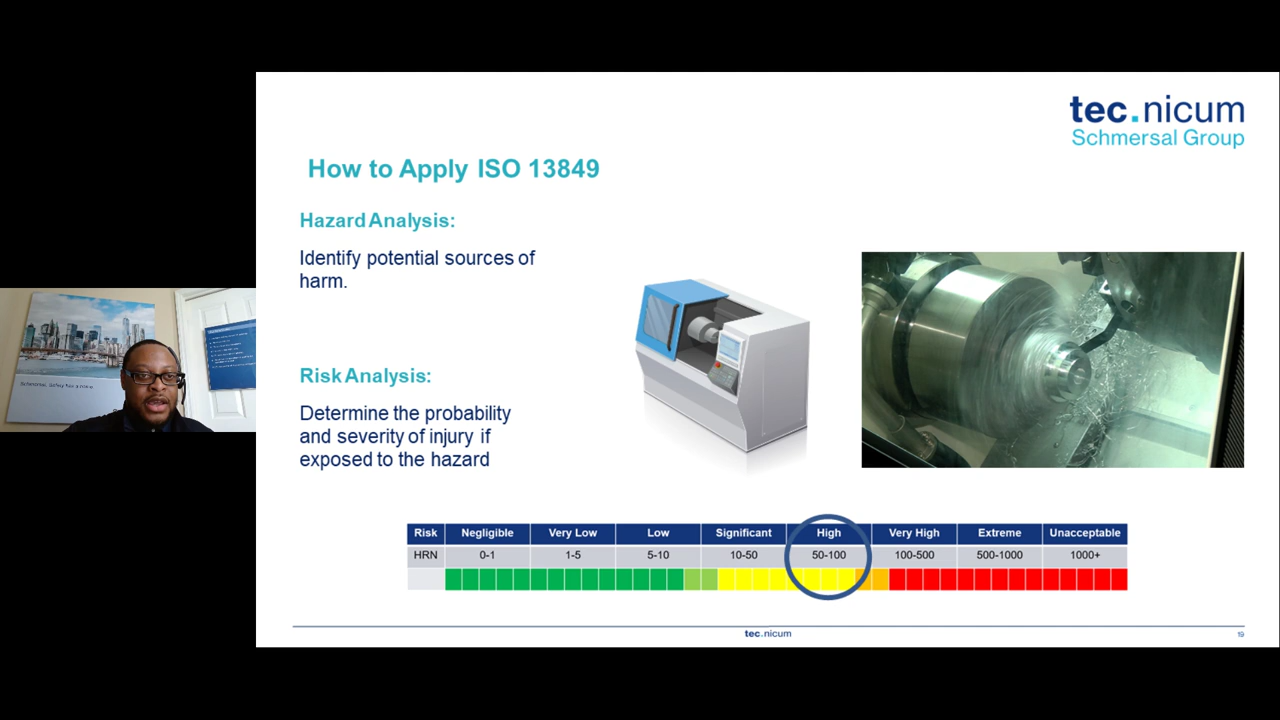 tec.nicum
Schmersal Group
How to Apply ISO 13849
Hazard Analysis:
Identify potential sources of
harm.
Risk Analysis:
Determine the probability
and severity of injury if
exposed to the hazard
Risk Negligible Very Low Low Significant High Very High Extreme Unacceptable
HRN 0-1 1-5 5-10 10-50 50-100 100-500 500-1000 1000+
tec.nicum
19